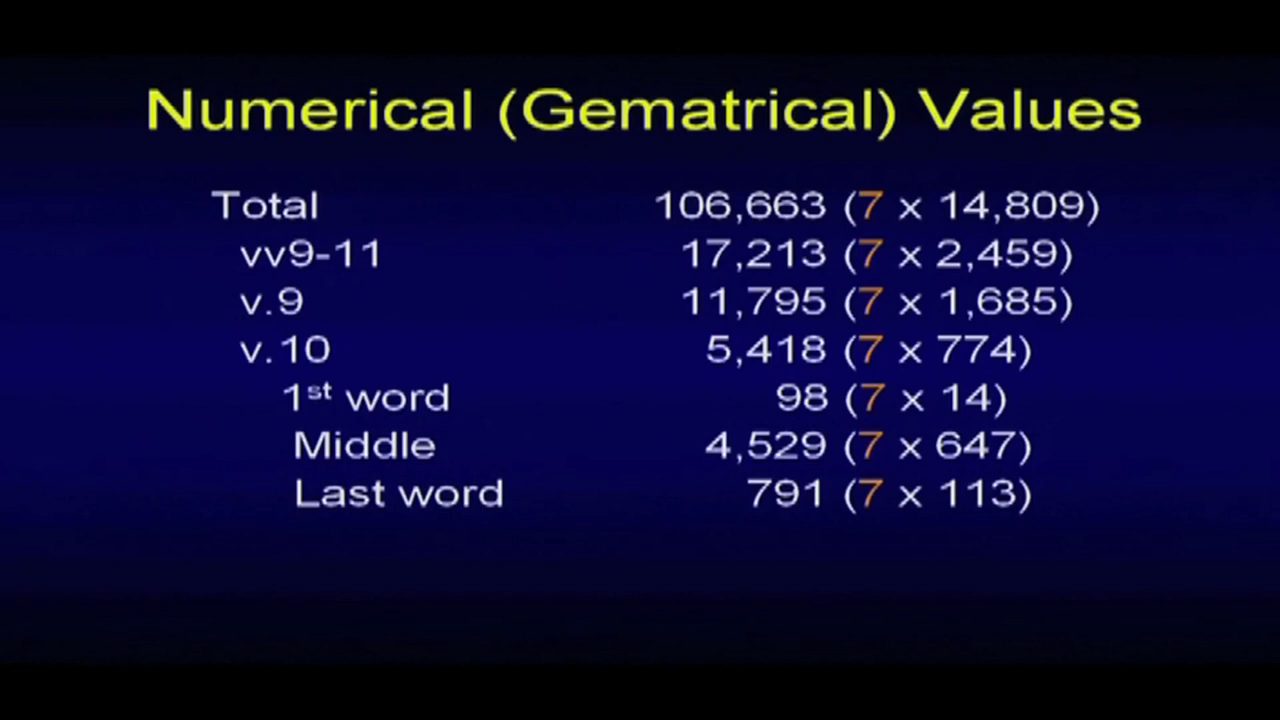 Numerical (Gematrical) Values
Total 106,663 (7 x 14,809)
vv9-11 17,213 (7 x 2,459)
v.9 11,795 (7 x 1,685)
v.10 5,418 (7 x 774)
1st word 98 (7 x 14)
Middle 4,529 (7 x 647)
Last word 791 (7 x 113)